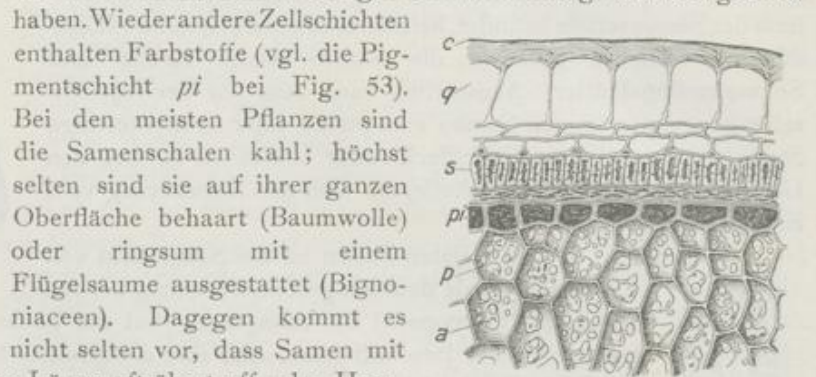 haben. Wieder andere Zellschichten
enthalten Farbstoffe (vgl. die Pig-
mentschicht pi bei Fig. 53).
Bei den meisten Pflanzen sind
die Samenschalen kahl; höchst
selten sind sie auf ihrer ganzen
Oberfläche behaart (Baumwolle)
oder ringsum mit einem
Flügelsaume ausgestattet (Bigno-
niaceen). Dagegen kommt es
nicht selten vor, dass Samen mit
c
q
s
pi
p
a